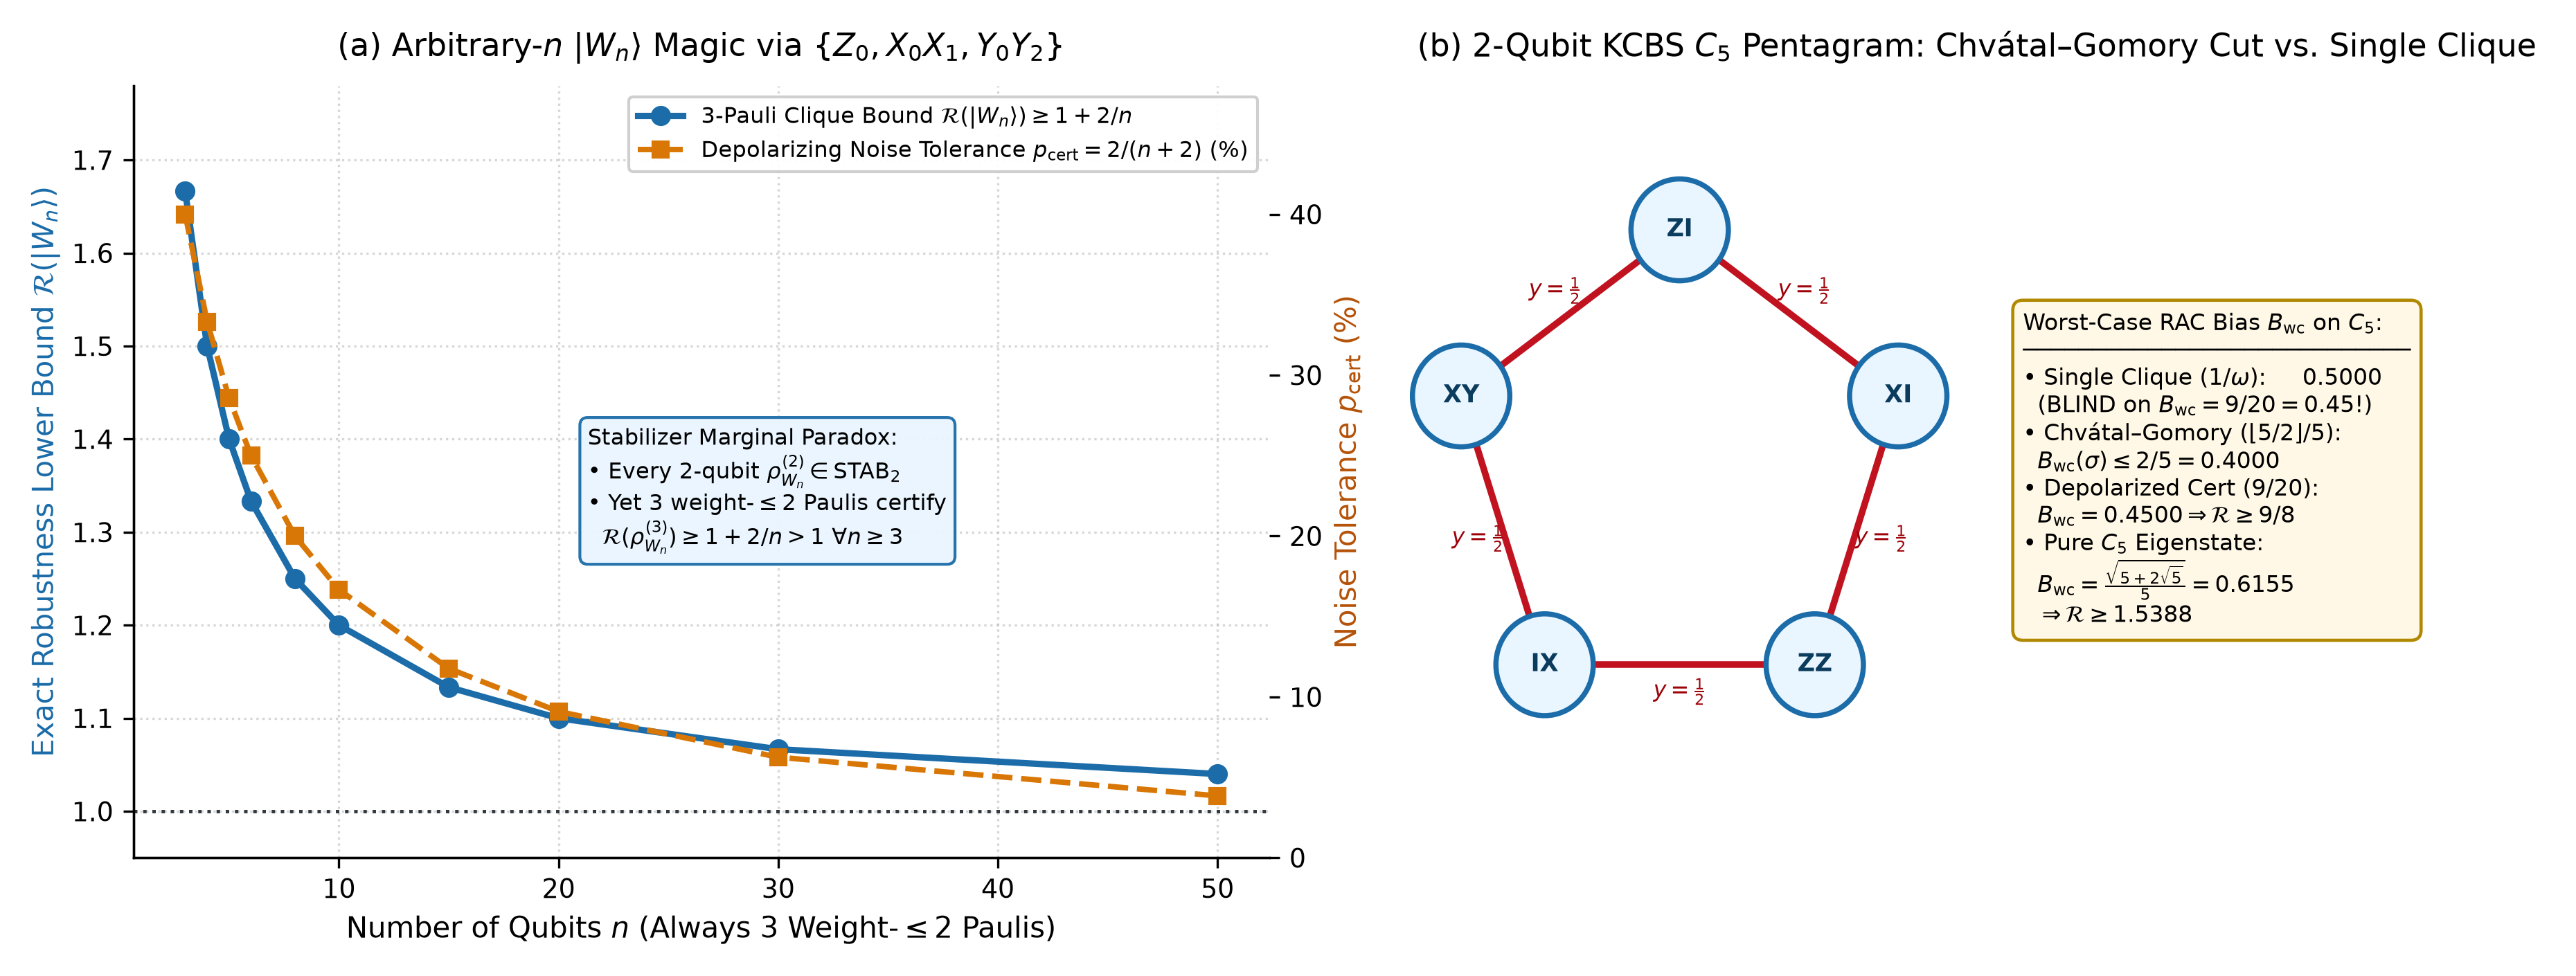 (a) Arbitrary-n |Wₙ⟩ Magic via {Z₀, X₀X₁, Y₀Y₂}
3-Pauli Clique Bound ℛ(|Wₙ⟩) ≥ 1 + 2/n
Depolarizing Noise Tolerance p_cert = 2/(n + 2) (%)
Exact Robustness Lower Bound ℛ(|Wₙ⟩)
1.7
1.6
1.5
1.4
1.3
1.2
1.1
1.0
Stabilizer Marginal Paradox:
• Every 2-qubit ρ_{Wₙ}^{(2)} ∈ STAB₂
• Yet 3 weight-≤2 Paulis certify
ℛ(ρ_{Wₙ}^{(3)}) ≥ 1 + 2/n > 1 ∀n ≥ 3
10
20
30
40
50
Number of Qubits n (Always 3 Weight-≤2 Paulis)
40
30
20
10
0
Noise Tolerance p_cert (%)
(b) 2-Qubit KCBS C₅ Pentagram: Chvátal–Gomory Cut vs. Single Clique
ZI
y = 1/2
y = 1/2
XY
XI
y = 1/2
y = 1/2
IX
ZZ
y = 1/2
Worst-Case RAC Bias B_wc on C₅:
• Single Clique (1/ω): 0.5000
(BLIND on B_wc = 9/20 = 0.45!)
• Chvátal–Gomory (⌊5/2⌋/5):
B_wc(σ) ≤ 2/5 = 0.4000
• Depolarized Cert (9/20):
B_wc = 0.4500 ⇒ ℛ ≥ 9/8
• Pure C₅ Eigenstate:
B_wc = √(5+2√5)/5 = 0.6155
⇒ ℛ ≥ 1.5388